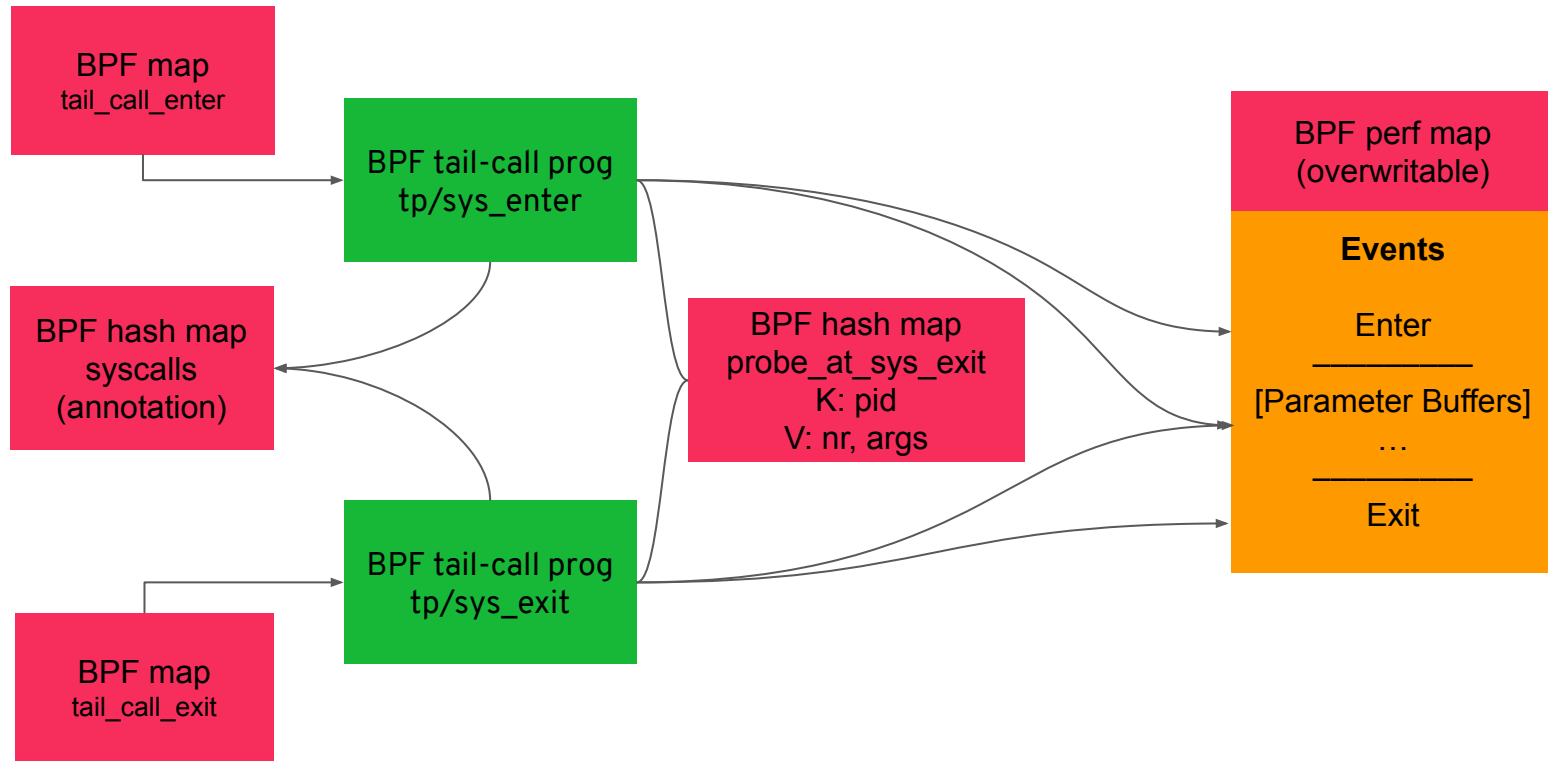 BPF map
tail_call_enter
BPF tail-call prog
tp/sys_enter
BPF hash map
syscalls
(annotation)
BPF hash map
probe_at_sys_exit
K: pid
V: nr, args
BPF tail-call prog
tp/sys_exit
BPF map
tail_call_exit
BPF perf map
(overwritable)
Events
Enter
[Parameter Buffers]
…
Exit